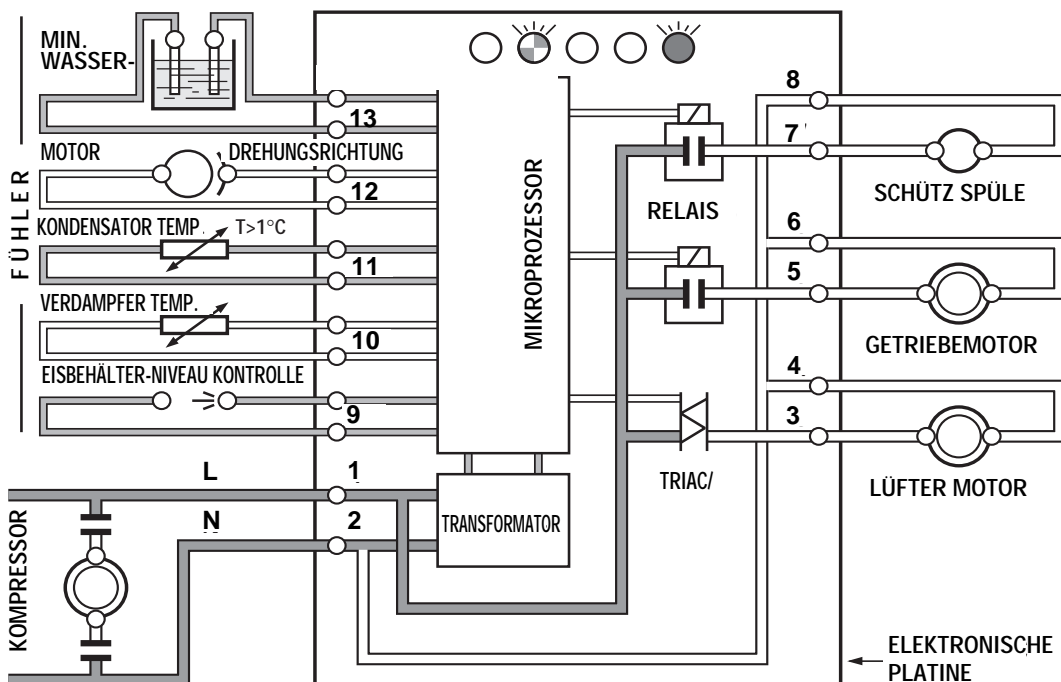 MIN.
WASSER-
13
MOTOR DREHUNGSRICHTUNG
12
KONDENSATOR TEMP. T>1°C
11
VERDAMPFER TEMP.
10
EISBEHÄLTER-NIVEAU KONTROLLE
9
FÜHLER
L 1
N 2
KOMPRESSOR
MIKROPROZESSOR
TRANSFORMATOR
RELAIS
TRIAC/
8
7
SCHÜTZ SPÜLE
6
5
GETRIEBEMOTOR
4
3
LÜFTER MOTOR
ELEKTRONISCHE
PLATINE